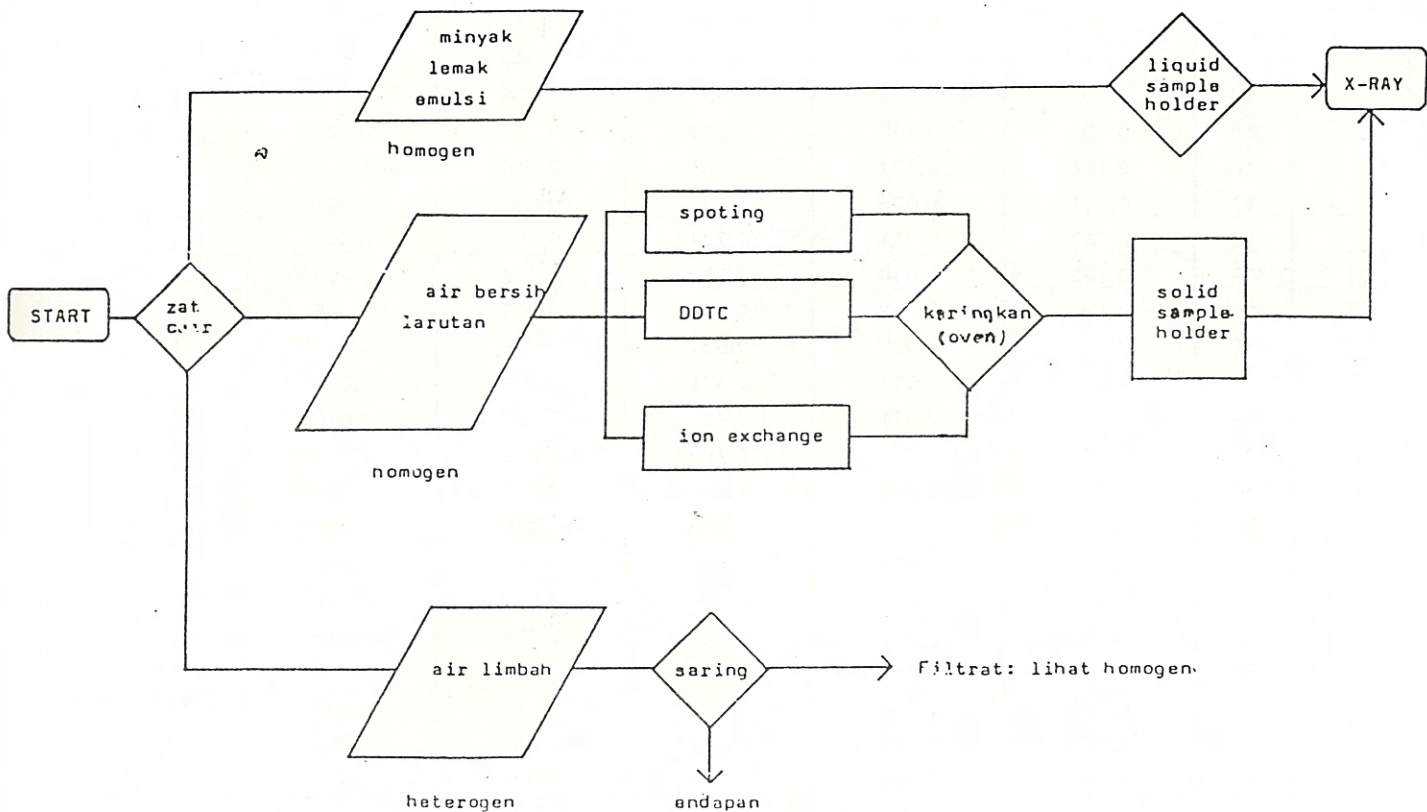 minyak
lemak
emulsi
homogen
liquid
sample
holder
X-RAY
START
zat
air bersih
larutan
nomogen
spoting
DDTC
ion exchange
keringkan
(oven)
solid
sample
holder
air limbah
heterogen
saring
Filtrat: lihat homogen.
endapan